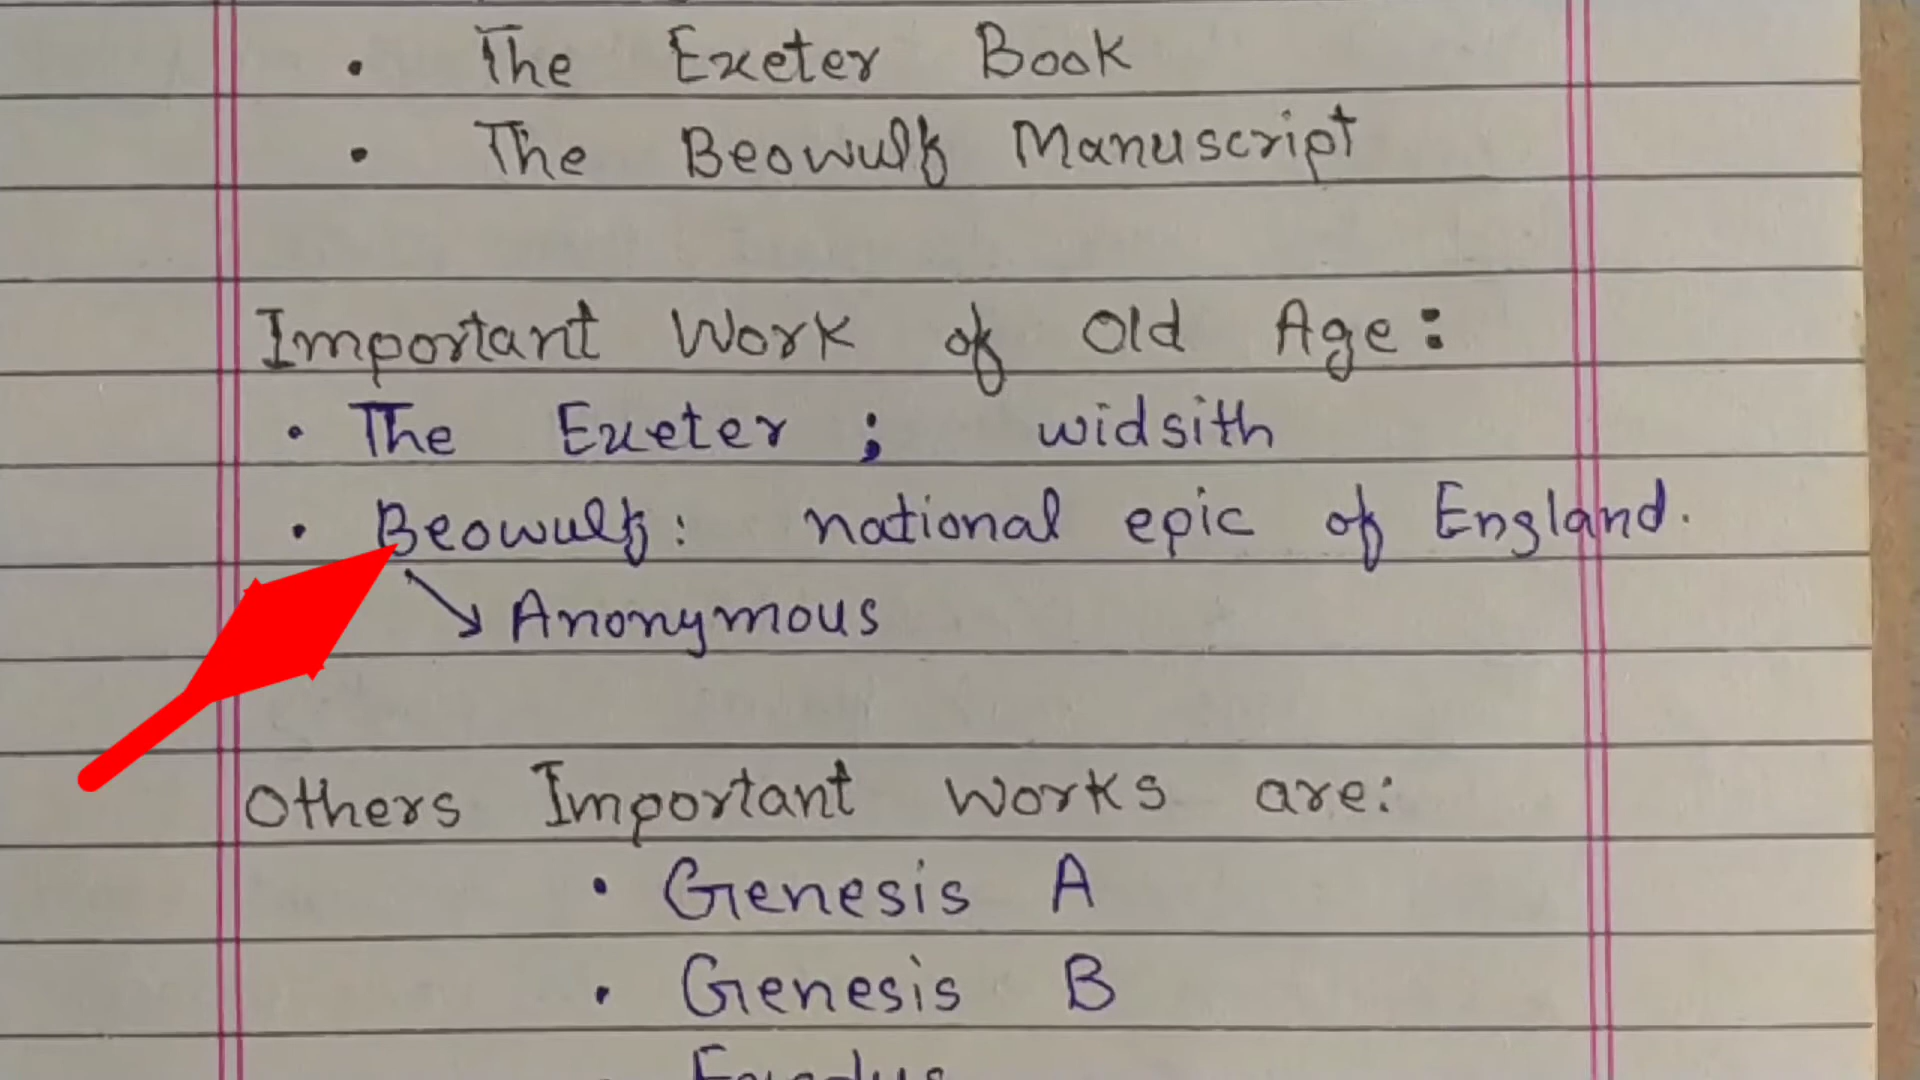 • The Exeter Book
• The Beowulf Manuscript
Important Work of Old Age:
• The Exeter ; widsith
• Beowulf: national epic of England.
↘ Anonymous
Others Important Works are:
• Genesis A
• Genesis B